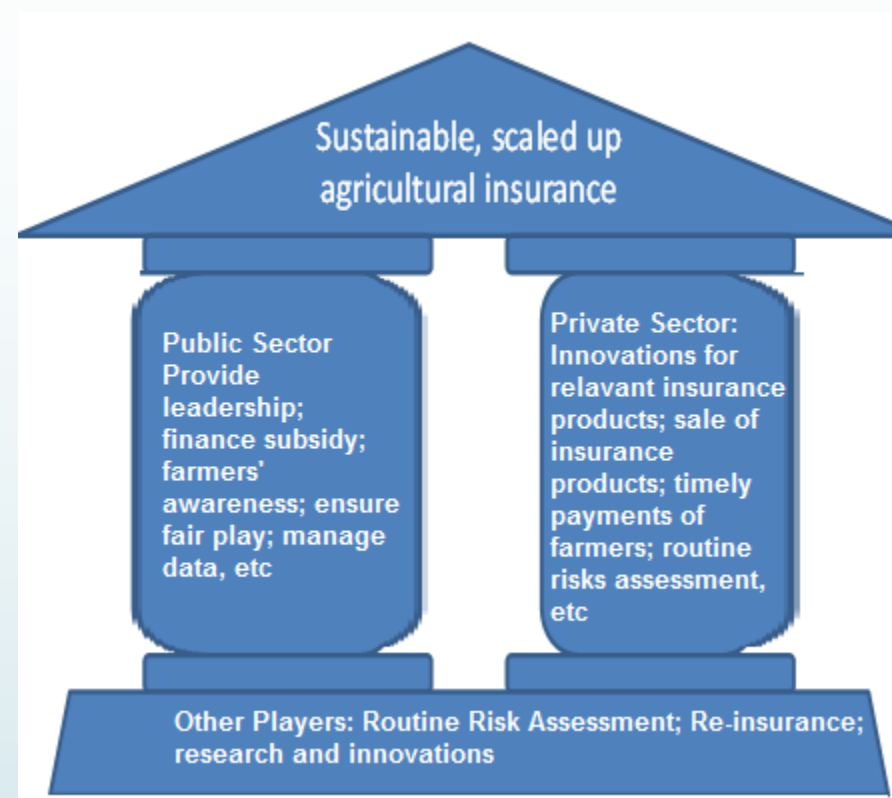 Sustainable, scaled up
agricultural insurance
Public Sector
Provide
leadership;
finance subsidy;
farmers'
awareness; ensure
fair play; manage
data, etc
Private Sector:
Innovations for
relavant insurance
products; sale of
insurance
products; timely
payments of
farmers; routine
risks assessment,
etc
Other Players: Routine Risk Assessment; Re-insurance;
research and innovations